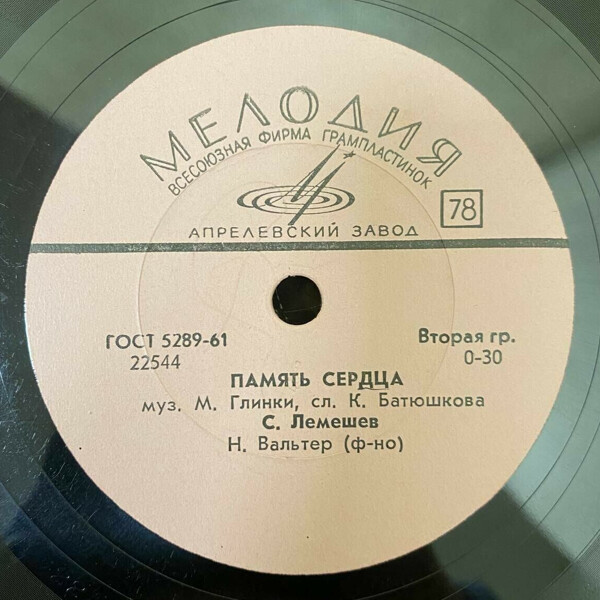 МЕЛОДИЯ
ВСЕСОЮЗНАЯ ФИРМА ГРАМПЛАСТИНОК
78
АПРЕЛЕВСКИЙ ЗАВОД
ГОСТ 5289-61
Вторая гр.
22544
0-30
ПАМЯТЬ СЕРДЦА
муз. М. Глинки, сл. К. Батюшкова
С. Лемешев
Н. Вальтер (ф-но)